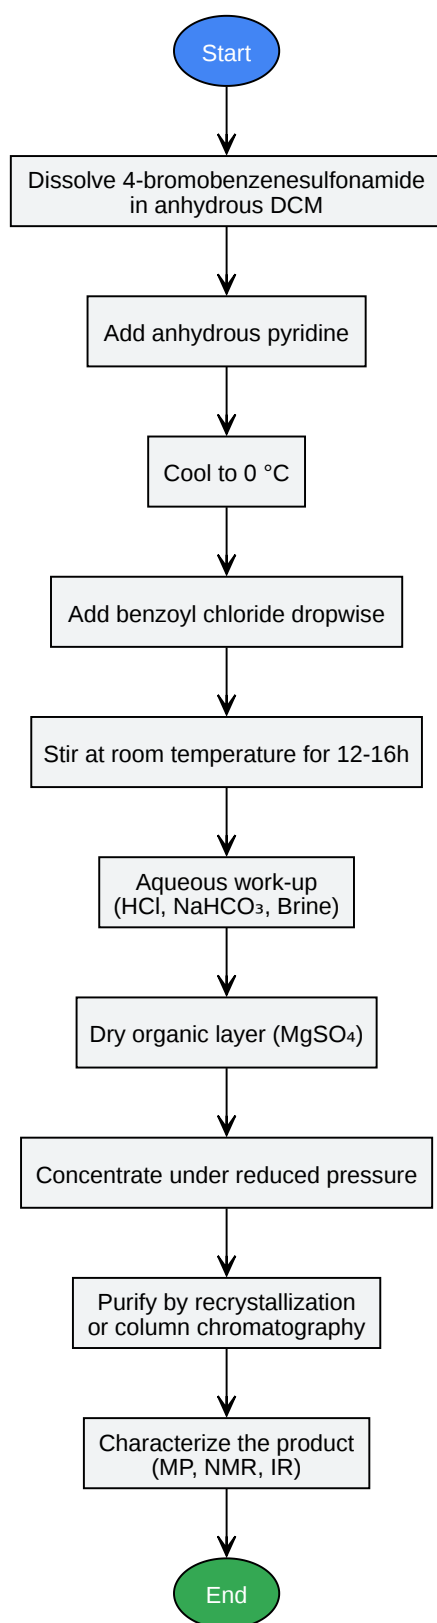 Start
Dissolve 4-bromobenzenesulfonamide
in anhydrous DCM
Add anhydrous pyridine
Cool to 0 °C
Add benzoyl chloride dropwise
Stir at room temperature for 12-16h
Aqueous work-up
(HCl, NaHCO₃, Brine)
Dry organic layer (MgSO₄)
Concentrate under reduced pressure
Purify by recrystallization
or column chromatography
Characterize the product
(MP, NMR, IR)
End